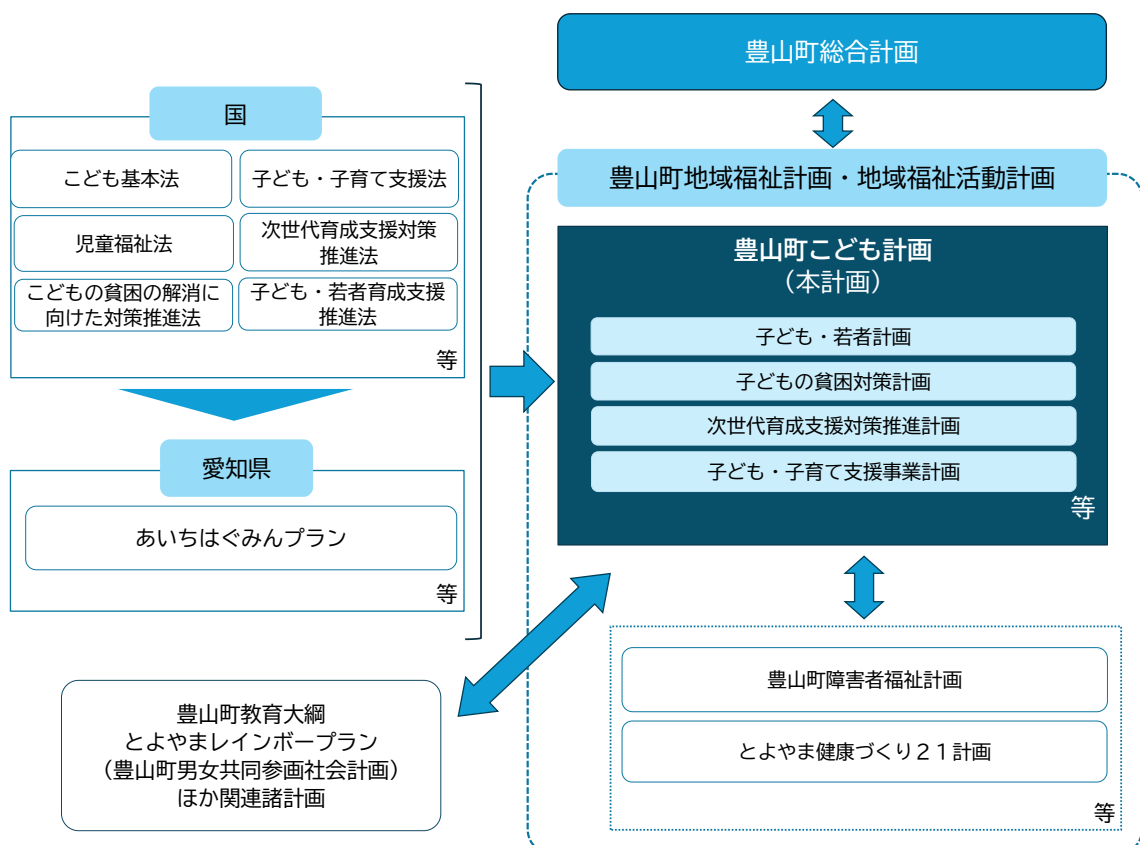 国
こども基本法
子ども・子育て支援法
児童福祉法
次世代育成支援対策
推進法
こどもの貧困の解消に
向けた対策推進法
子ども・若者育成支援
推進法
等
愛知県
あいちはぐみんプラン
等
豊山町教育大綱
とよやまレインボープラン
（豊山町男女共同参画社会計画）
ほか関連諸計画
豊山町総合計画
豊山町地域福祉計画・地域福祉活動計画
豊山町こども計画
（本計画）
子ども・若者計画
子どもの貧困対策計画
次世代育成支援対策推進計画
子ども・子育て支援事業計画
等
豊山町障害者福祉計画
とよやま健康づくり２１計画
等